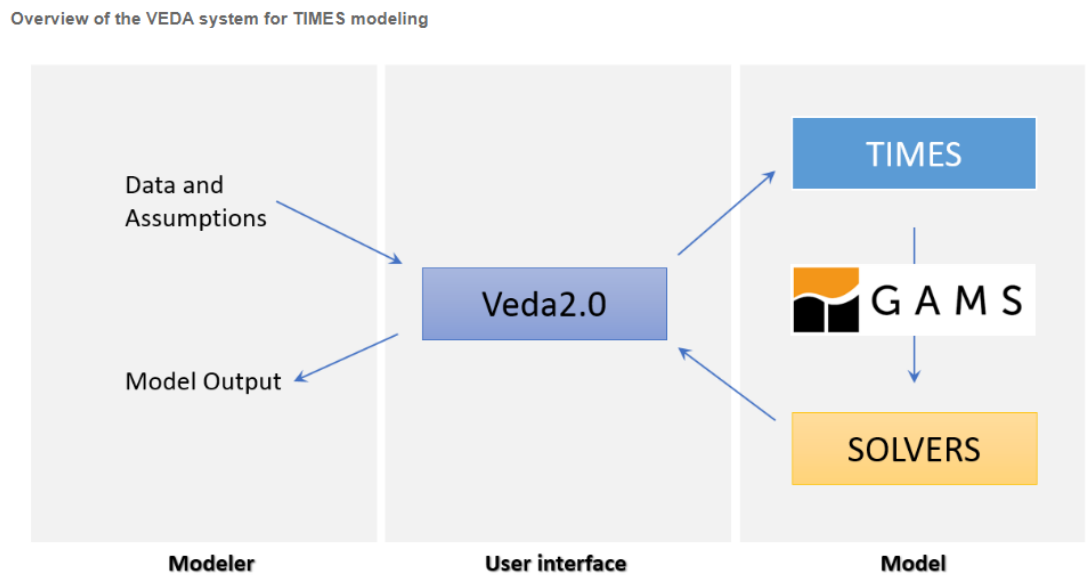 Overview of the VEDA system for TIMES modeling
Data and
Assumptions
Model Output
Modeler
Veda2.0
User interface
TIMES
GAMS
SOLVERS
Model